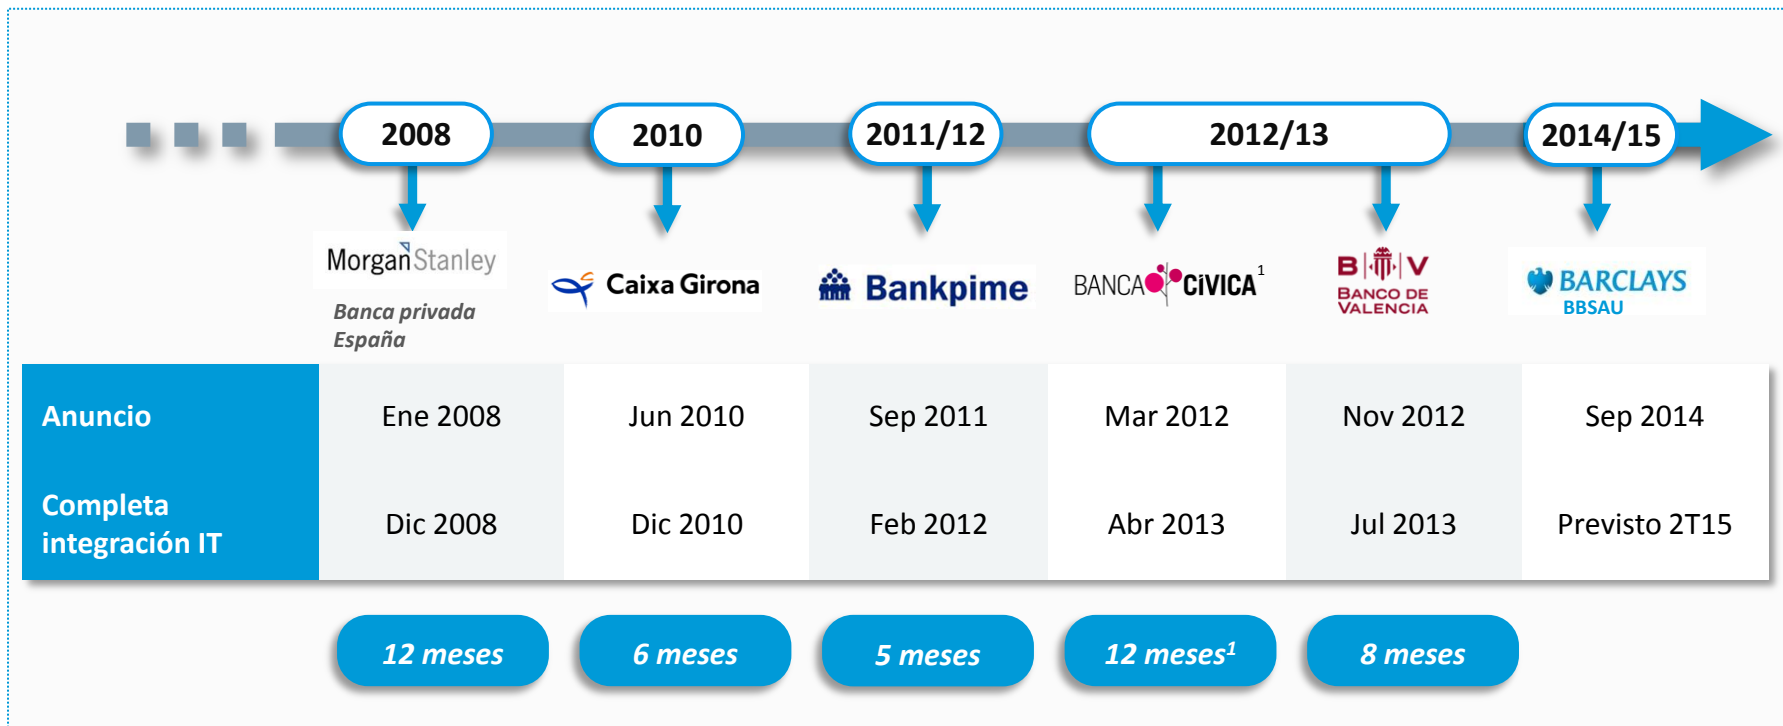 2008
2010
2011/12
2012/13
2014/15
Morgan Stanley
Banca privada
España
Caixa Girona
Bankpime
BANCA CíVICA¹
B V
BANCO DE
VALENCIA
BARCLAYS
BBSAU
Anuncio
Ene 2008
Jun 2010
Sep 2011
Mar 2012
Nov 2012
Sep 2014
Completa
integración IT
Dic 2008
Dic 2010
Feb 2012
Abr 2013
Jul 2013
Previsto 2T15
12 meses
6 meses
5 meses
12 meses¹
8 meses